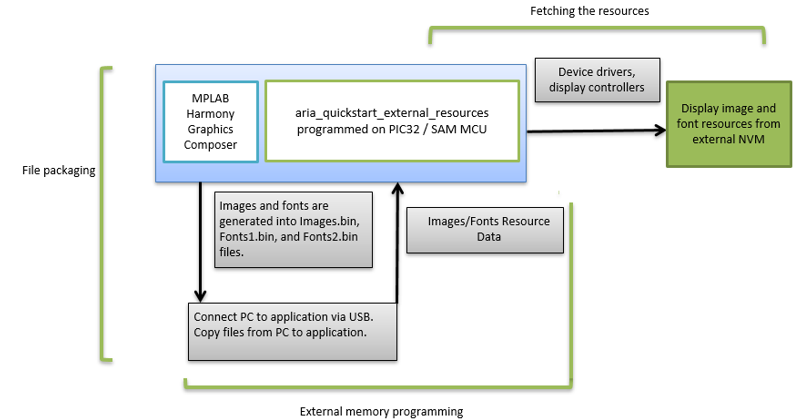 Fetching the resources
Device drivers,
display controllers
MPLAB
Harmony
Graphics
Composer
aria_quickstart_external_resources
programmed on PIC32 / SAM MCU
Display image and
font resources from
external NVM
File packaging
Images and fonts are
generated into Images.bin,
Fonts1.bin, and Fonts2.bin
files.
Images/Fonts Resource
Data
Connect PC to application via USB.
Copy files from PC to application.
External memory programming